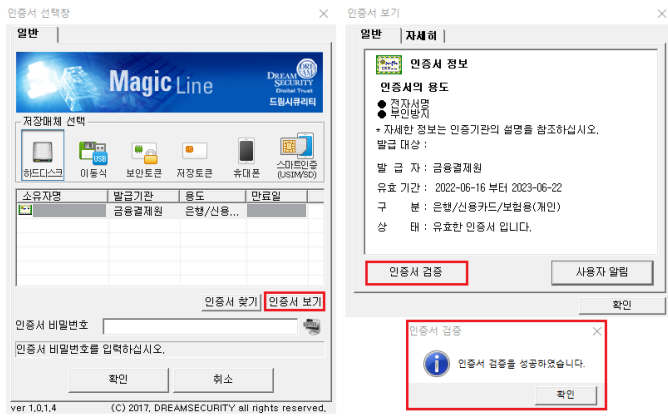 인증서 선택창
일반
Magic Line
DREAM
SECURITY
Digital Trust
드림시큐리티
저장매체 선택
하드디스크
이동식
보안토큰
저장토큰
휴대폰
스마트인증
(USIM/SD)
소유자명 발급기관 용도 만료일
금융결제원 은행/신용...
인증서 찾기 인증서 보기
인증서 비밀번호
인증서 비밀번호를 입력하십시오.
확인 취소
ver 1.0.1.4 (C) 2017, DREAMSECURITY all rights reserved.
인증서 보기
일반 자세히
인증서 정보
인증서의 용도
● 전자서명
● 부인방지
* 자세한 정보는 인증기관의 설명을 참조하십시오.
발급 대상 :
발 급 자 : 금융결제원
유효 기간 : 2022-06-16 부터 2023-06-22
구 분 : 은행/신용카드/보험용(개인)
상 태 : 유효한 인증서 입니다.
인증서 검증 사용자 알림
확인
인증서 검증
인증서 검증을 성공하였습니다.
확인